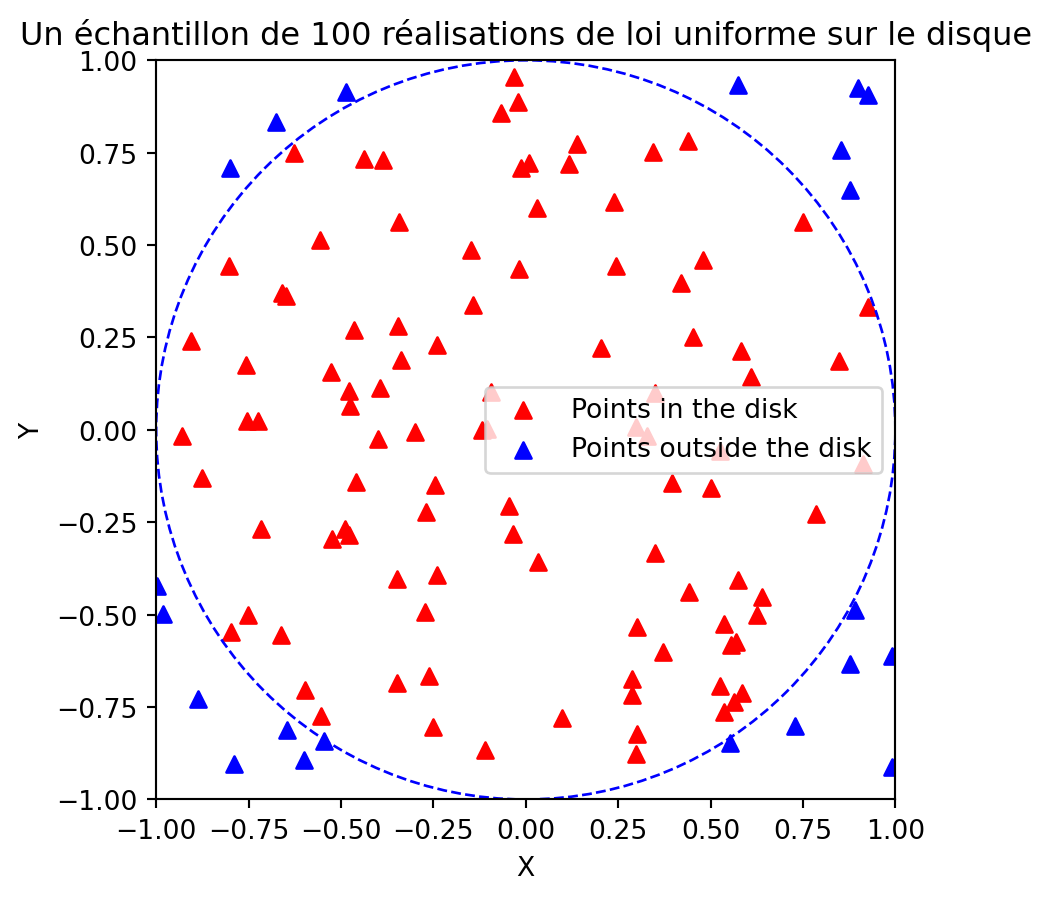 Un échantillon de 100 réalisations de loi uniforme sur le disque
1.00
0.75
0.50
0.25
0.00
−0.25
−0.50
−0.75
−1.00
Y
Points in the disk
Points outside the disk
−1.00 −0.75 −0.50 −0.25 0.00 0.25 0.50 0.75 1.00
X